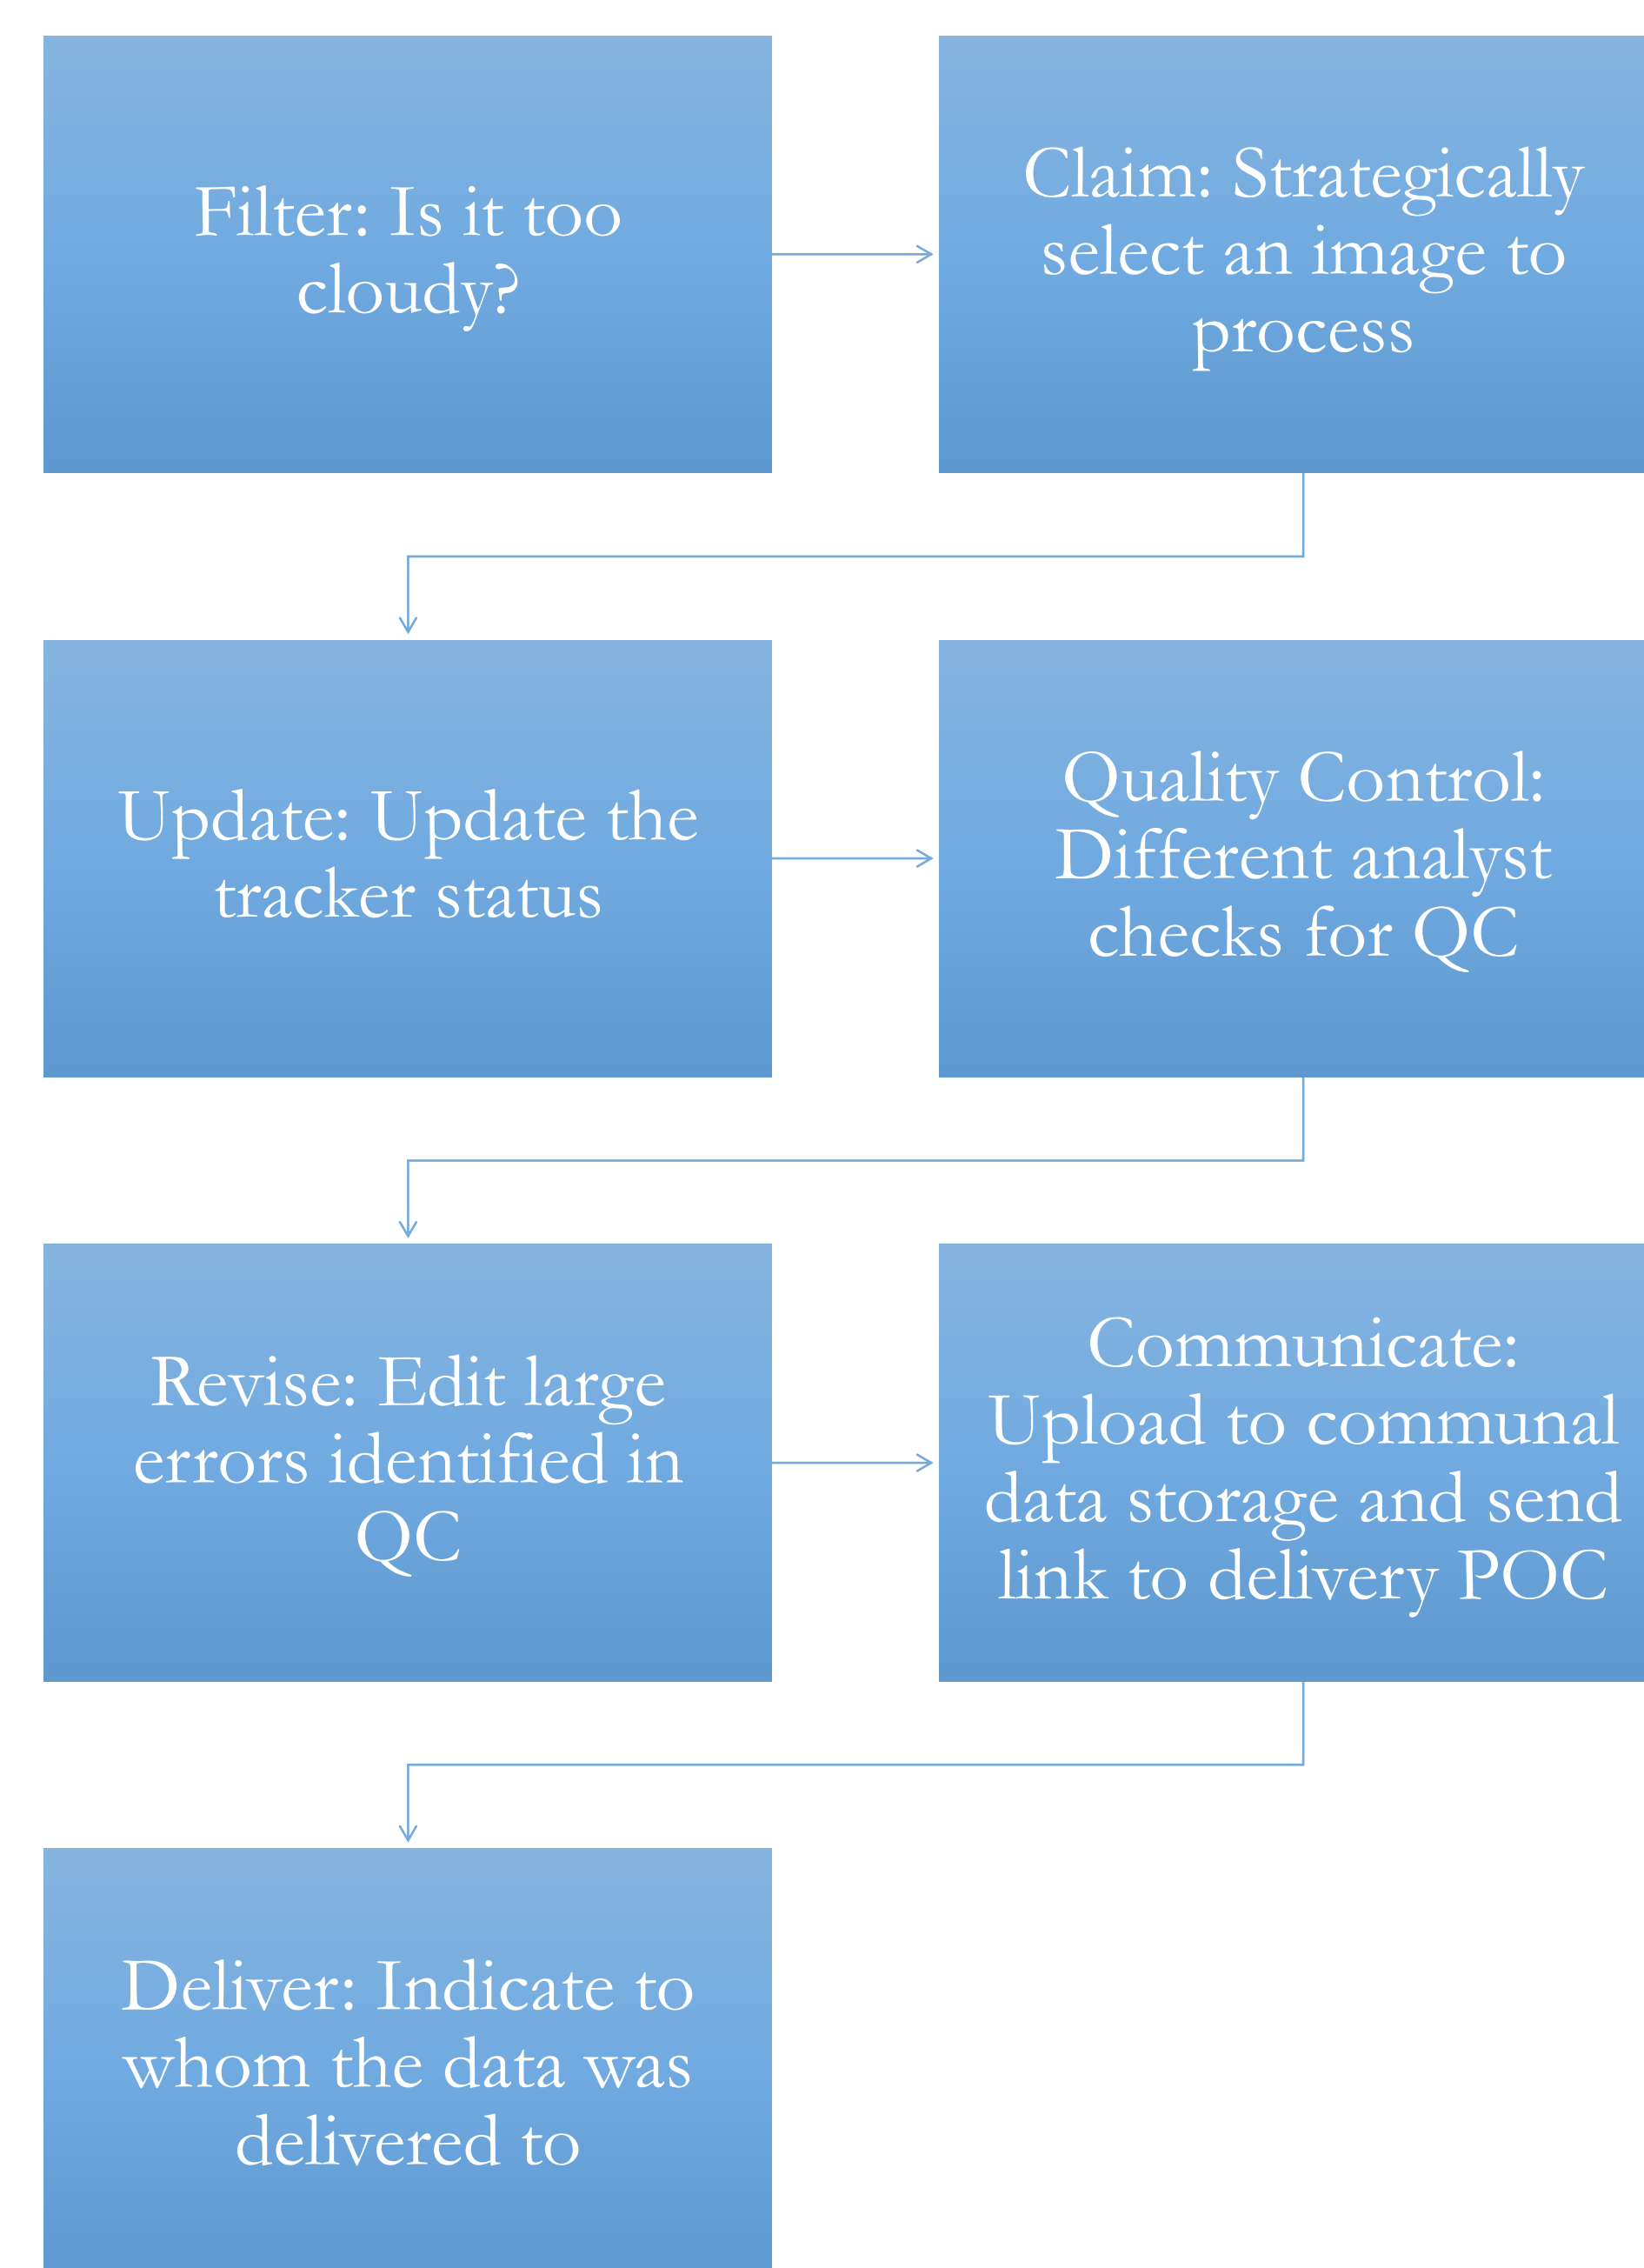 Filter: Is it too
cloudy?
Claim: Strategically
select an image to
process
Update: Update the
tracker status
Quality Control:
Different analyst
checks for QC
Revise: Edit large
errors identified in
QC
Communicate:
Upload to communal
data storage and send
link to delivery POC
Deliver: Indicate to
whom the data was
delivered to